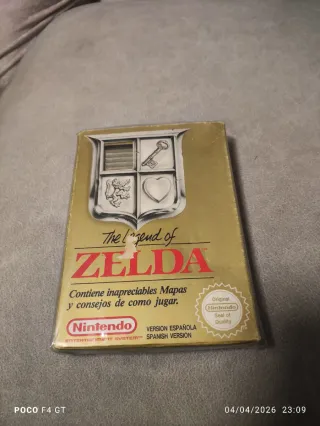 The Legend of
ZELDA
Contiene inapreciables Mapas
y consejos de como jugar.
Nintendo
VERSION ESPAÑOLA
SPANISH VERSION
Original
Nintendo
Seal of
Quality
POCO F4 GT
04/04/2026 23:09